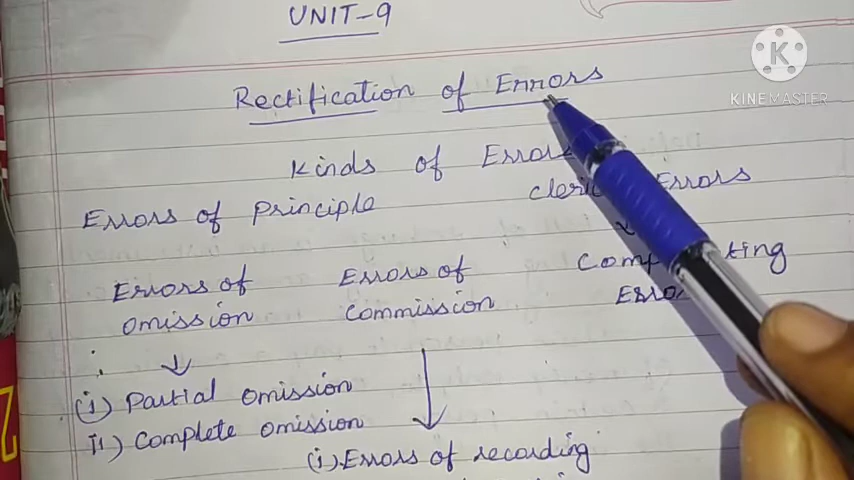 UNIT-9
Rectification of Errors
Kinds of Errors
Errors of principle
Errors
Errors of
omission
Errors of
Commission
(i) Partial omission
ii) Complete omission
(i) Errors of recording
KINEMASTER